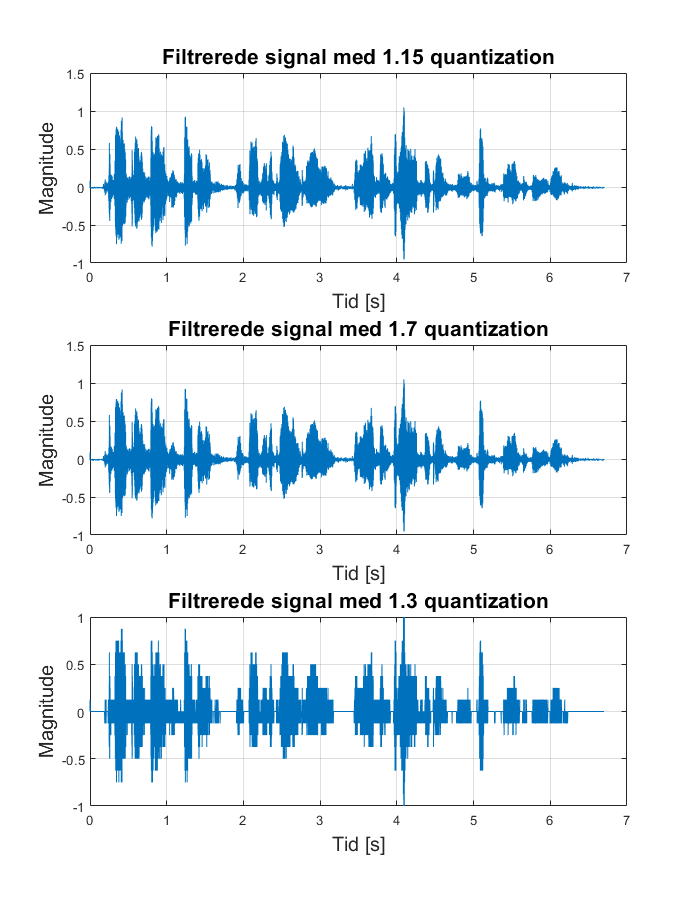 Filtrerede signal med 1.15 quantization
1.5
1
0.5
0
-0.5
-1
Magnitude
0 1 2 3 4 5 6 7
Tid [s]
Filtrerede signal med 1.7 quantization
1.5
1
0.5
0
-0.5
-1
Magnitude
0 1 2 3 4 5 6 7
Tid [s]
Filtrerede signal med 1.3 quantization
1
0.5
0
-0.5
-1
Magnitude
0 1 2 3 4 5 6 7
Tid [s]